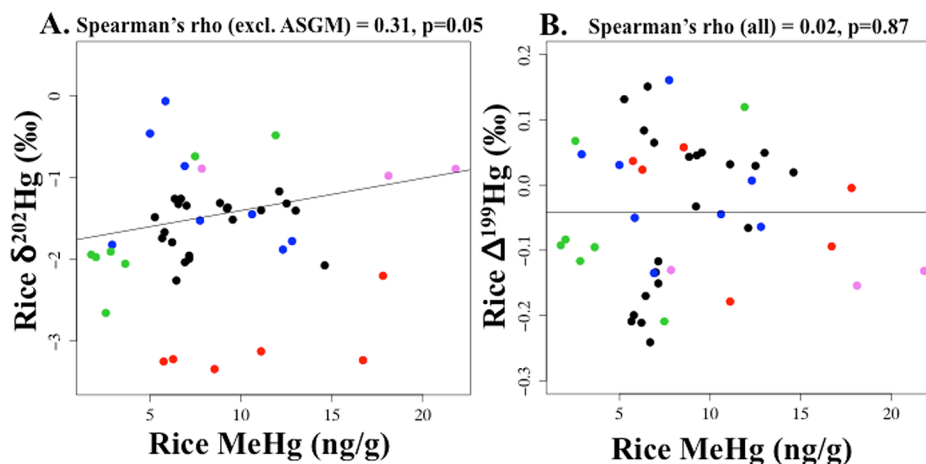 A. Spearman's rho (excl. ASGM) = 0.31, p=0.05
Rice δ²⁰²Hg (‰)
0
−1
−2
−3
5 10 15 20
Rice MeHg (ng/g)
B. Spearman's rho (all) = 0.02, p=0.87
Rice Δ¹⁹⁹Hg (‰)
0.2
0.1
0.0
−0.1
−0.2
−0.3
5 10 15 20
Rice MeHg (ng/g)